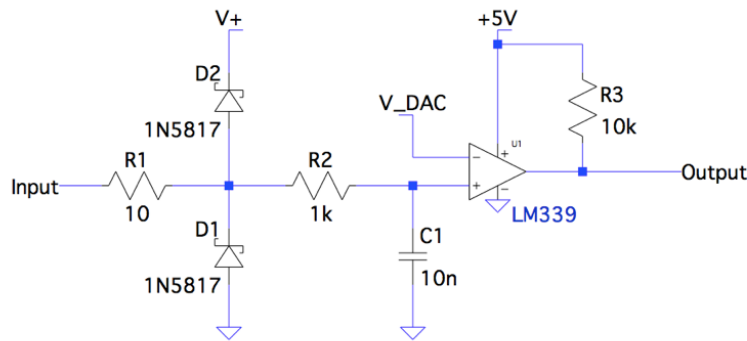 V+
+5V
D2
1N5817
V_DAC
R3
10k
U1
Input
R1
10
R2
1k
-
+
+
-
Output
LM339
D1
1N5817
C1
10n